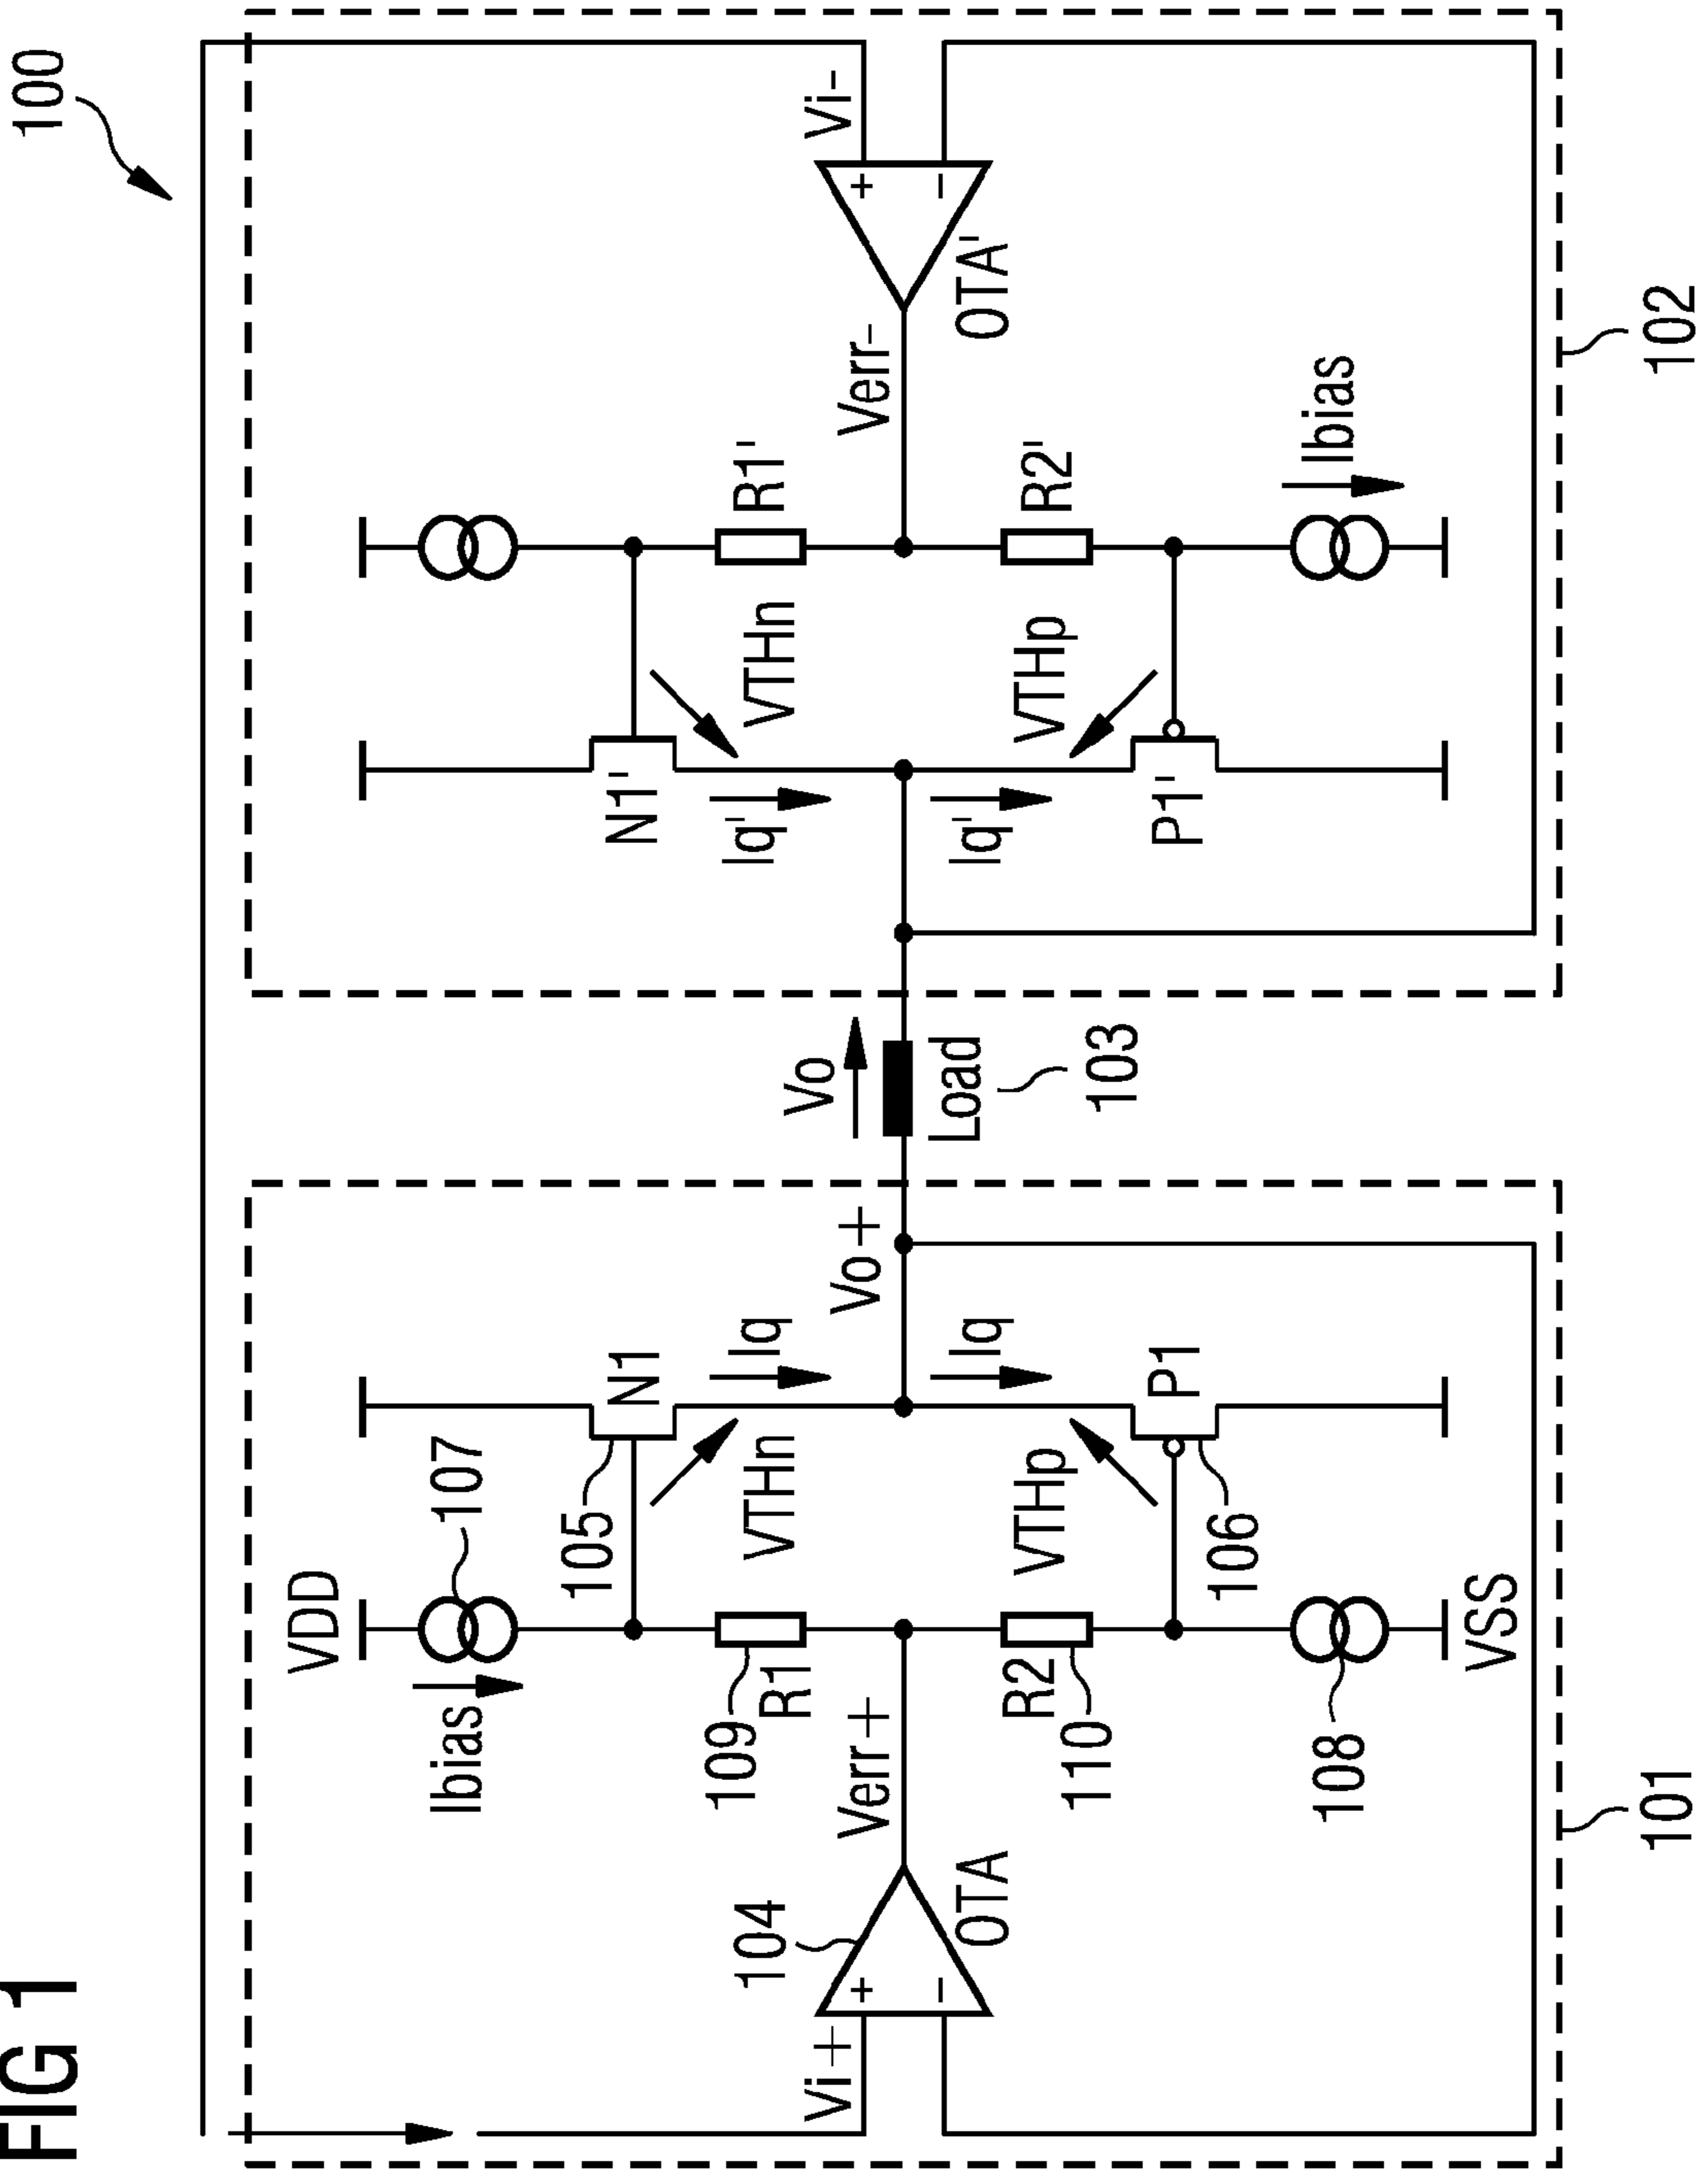 FIG 1
100
VDD
Ibias
107
105
N1
VTHn
Iq
109
R1
Verr+
Vi+
104
+
−
OTA
R2
110
VTHp
Iq
P1
106
108
VSS
101
Vo+
Vo
Load
103
N1'
VTHn
Iq'
R1'
Verr−
Vi−
+
−
OTA'
Iq'
VTHp
R2'
P1'
Ibias
102